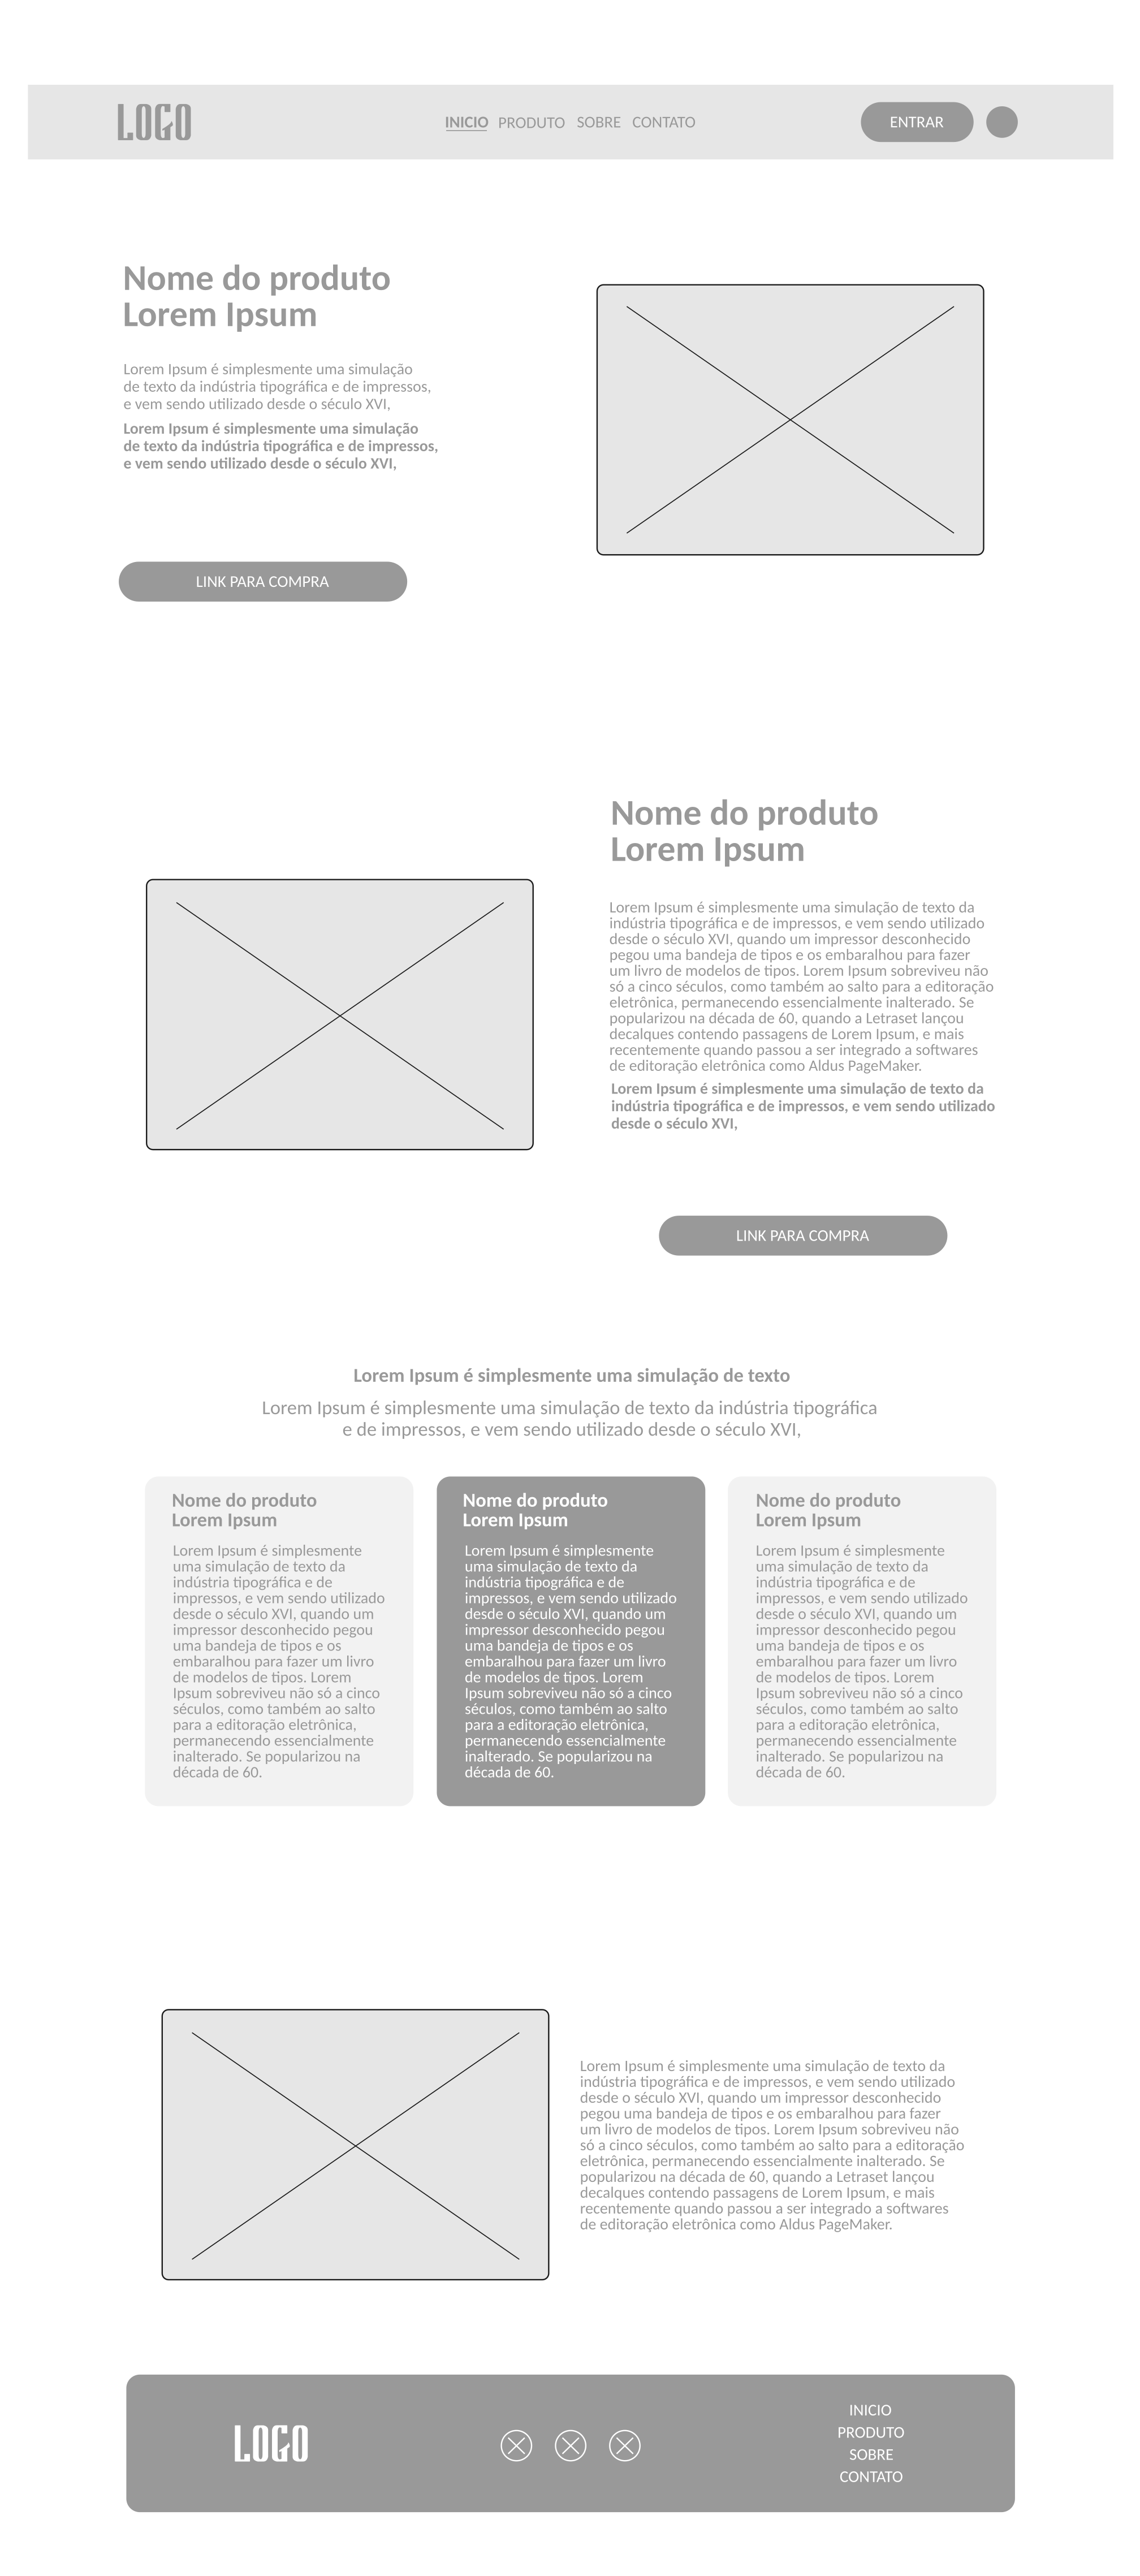 LOGO
INICIO PRODUTO SOBRE CONTATO
ENTRAR
Nome do produto
Lorem Ipsum
Lorem Ipsum é simplesmente uma simulação
de texto da indústria tipográfica e de impressos,
e vem sendo utilizado desde o século XVI,
Lorem Ipsum é simplesmente uma simulação
de texto da indústria tipográfica e de impressos,
e vem sendo utilizado desde o século XVI,
LINK PARA COMPRA
Nome do produto
Lorem Ipsum
Lorem Ipsum é simplesmente uma simulação de texto da
indústria tipográfica e de impressos, e vem sendo utilizado
desde o século XVI, quando um impressor desconhecido
pegou uma bandeja de tipos e os embaralhou para fazer
um livro de modelos de tipos. Lorem Ipsum sobreviveu não
só a cinco séculos, como também ao salto para a editoração
eletrônica, permanecendo essencialmente inalterado. Se
popularizou na década de 60, quando a Letraset lançou
decalques contendo passagens de Lorem Ipsum, e mais
recentemente quando passou a ser integrado a softwares
de editoração eletrônica como Aldus PageMaker.
Lorem Ipsum é simplesmente uma simulação de texto da
indústria tipográfica e de impressos, e vem sendo utilizado
desde o século XVI,
LINK PARA COMPRA
Lorem Ipsum é simplesmente uma simulação de texto
Lorem Ipsum é simplesmente uma simulação de texto da indústria tipográfica
e de impressos, e vem sendo utilizado desde o século XVI,
Nome do produto
Lorem Ipsum
Lorem Ipsum é simplesmente
uma simulação de texto da
indústria tipográfica e de
impressos, e vem sendo utilizado
desde o século XVI, quando um
impressor desconhecido pegou
uma bandeja de tipos e os
embaralhou para fazer um livro
de modelos de tipos. Lorem
Ipsum sobreviveu não só a cinco
séculos, como também ao salto
para a editoração eletrônica,
permanecendo essencialmente
inalterado. Se popularizou na
década de 60.
Nome do produto
Lorem Ipsum
Lorem Ipsum é simplesmente
uma simulação de texto da
indústria tipográfica e de
impressos, e vem sendo utilizado
desde o século XVI, quando um
impressor desconhecido pegou
uma bandeja de tipos e os
embaralhou para fazer um livro
de modelos de tipos. Lorem
Ipsum sobreviveu não só a cinco
séculos, como também ao salto
para a editoração eletrônica,
permanecendo essencialmente
inalterado. Se popularizou na
década de 60.
Nome do produto
Lorem Ipsum
Lorem Ipsum é simplesmente
uma simulação de texto da
indústria tipográfica e de
impressos, e vem sendo utilizado
desde o século XVI, quando um
impressor desconhecido pegou
uma bandeja de tipos e os
embaralhou para fazer um livro
de modelos de tipos. Lorem
Ipsum sobreviveu não só a cinco
séculos, como também ao salto
para a editoração eletrônica,
permanecendo essencialmente
inalterado. Se popularizou na
década de 60.
Lorem Ipsum é simplesmente uma simulação de texto da
indústria tipográfica e de impressos, e vem sendo utilizado
desde o século XVI, quando um impressor desconhecido
pegou uma bandeja de tipos e os embaralhou para fazer
um livro de modelos de tipos. Lorem Ipsum sobreviveu não
só a cinco séculos, como também ao salto para a editoração
eletrônica, permanecendo essencialmente inalterado. Se
popularizou na década de 60, quando a Letraset lançou
decalques contendo passagens de Lorem Ipsum, e mais
recentemente quando passou a ser integrado a softwares
de editoração eletrônica como Aldus PageMaker.
LOGO
INICIO
PRODUTO
SOBRE
CONTATO